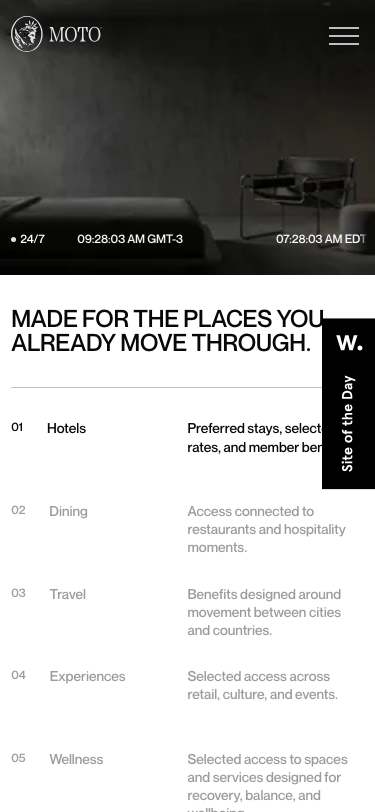 MOTO
24/7
09:28:03 AM GMT-3
07:28:03 AM EDT
MADE FOR THE PLACES YOU
ALREADY MOVE THROUGH.
W.
Site of the Day
01 Hotels
Preferred stays,
rates, and member
02 Dining
Access connected to
restaurants and hospitality
moments.
03 Travel
Benefits designed around
movement between cities
and countries.
04 Experiences
Selected access across
retail, culture, and events.
05 Wellness
Selected access to spaces
and services designed for
recovery, balance, and